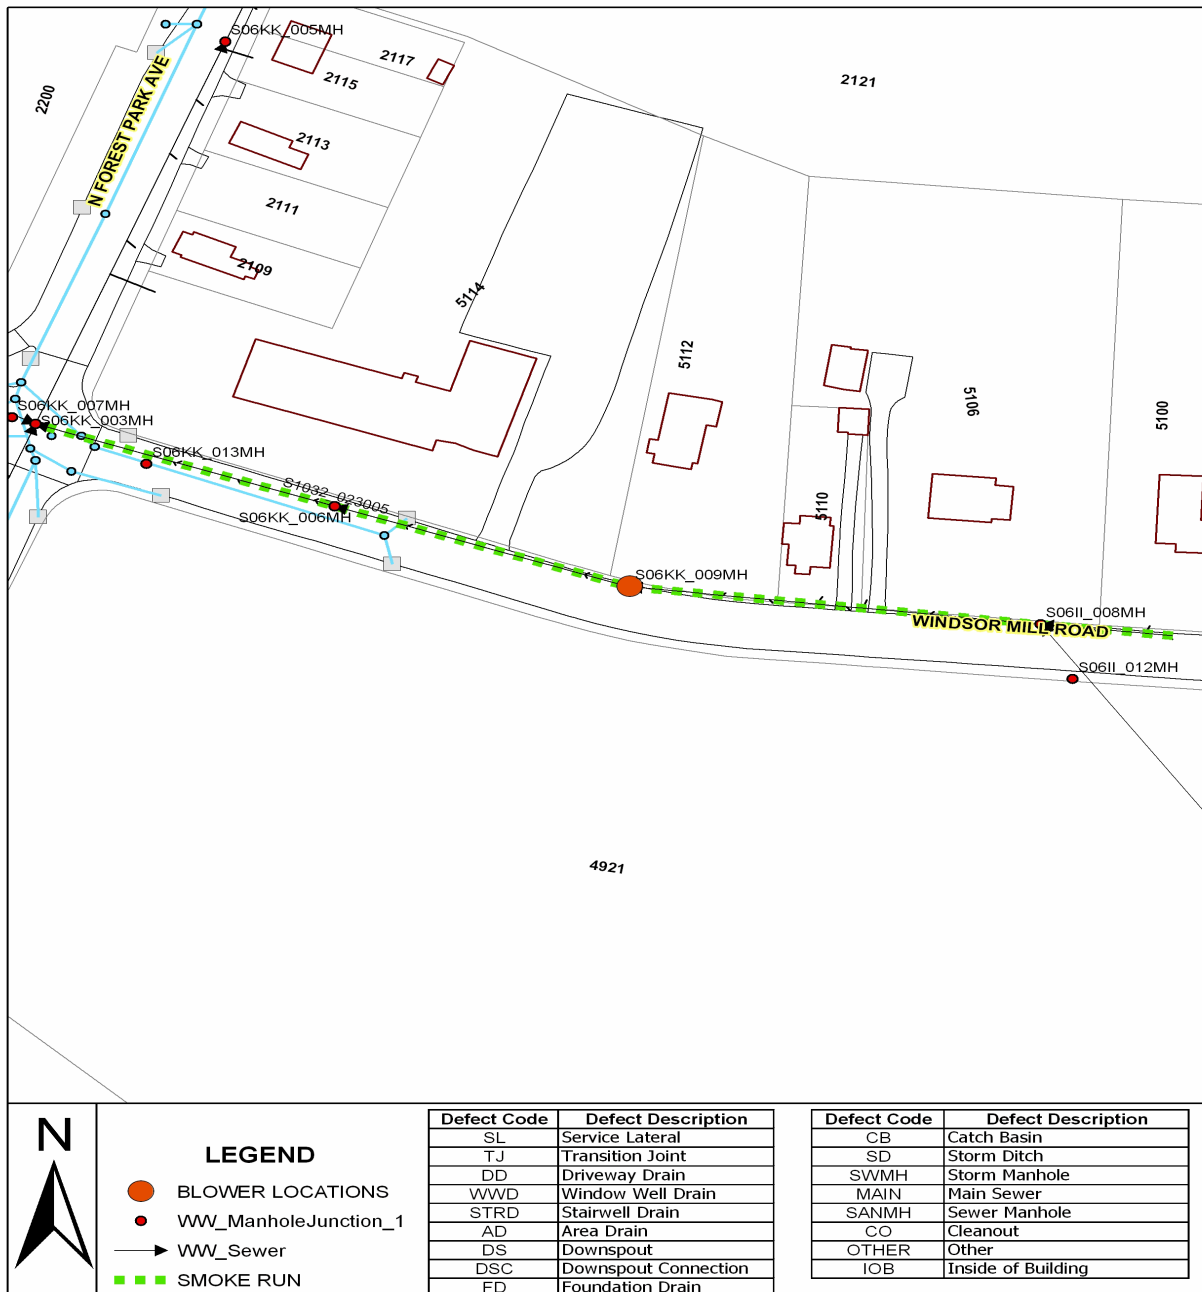 S06KK_005MH
2117
2115
2121
2200
N FOREST PARK AVE
2113
2111
2109
5114
5112
5106
5100
S06KK_007MH
S06KK_003MH
S06KK_013MH
S1032_023005
S06KK_006MH
5110
S06KK_009MH
S06II_008MH
WINDSOR MILL ROAD
S06II_012MH
4921
N
LEGEND
BLOWER LOCATIONS
WW_ManholeJunction_1
WW_Sewer
SMOKE RUN
Defect Code Defect Description
SL Service Lateral
TJ Transition Joint
DD Driveway Drain
WWD Window Well Drain
STRD Stairwell Drain
AD Area Drain
DS Downspout
DSC Downspout Connection
FD Foundation Drain
Defect Code Defect Description
CB Catch Basin
SD Storm Ditch
SWMH Storm Manhole
MAIN Main Sewer
SANMH Sewer Manhole
CO Cleanout
OTHER Other
IOB Inside of Building